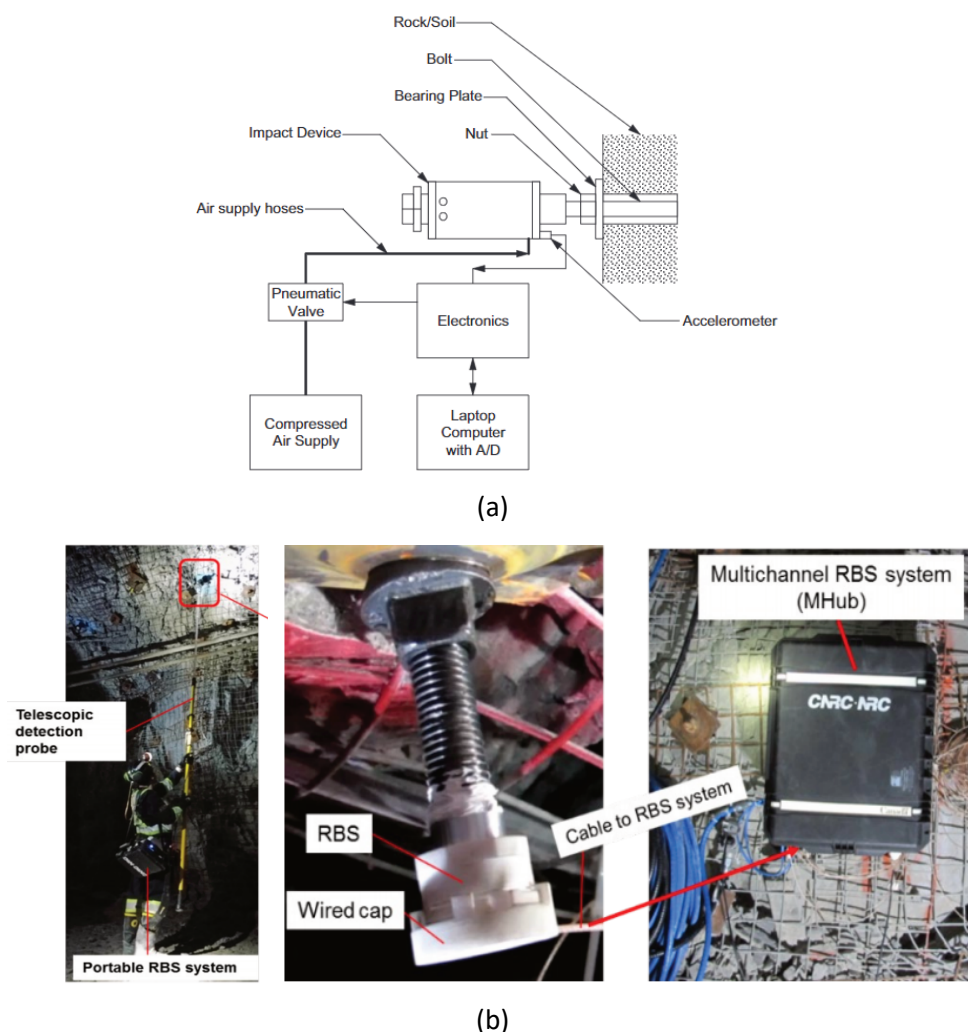 Rock/Soil
Bolt
Bearing Plate
Impact Device
Nut
Air supply hoses
Pneumatic
Valve
Electronics
Accelerometer
Compressed
Air Supply
Laptop
Computer
with A/D
(a)
Telescopic
detection
probe
Portable RBS system
RBS
Wired cap
Cable to RBS system
Multichannel RBS system
(MHub)
CNRC·NRC
(b)